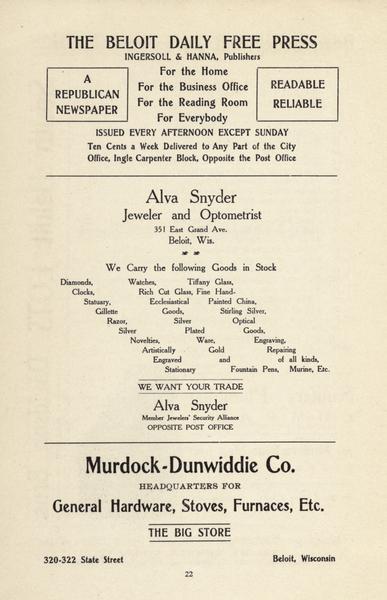 THE BELOIT DAILY FREE PRESS
INGERSOLL & HANNA, Publishers
A
REPUBLICAN
NEWSPAPER
For the Home
For the Business Office
For the Reading Room
For Everybody
READABLE
RELIABLE
ISSUED EVERY AFTERNOON EXCEPT SUNDAY
Ten Cents a Week Delivered to Any Part of the City
Office, Ingle Carpenter Block, Opposite the Post Office
Alva Snyder
Jeweler and Optometrist
351 East Grand Ave.
Beloit, Wis.
We Carry the following Goods in Stock
Diamonds, Watches, Tiffany Glass,
Clocks, Rich Cut Glass, Fine Hand-
Statuary, Ecclesiastical Painted China,
Gillette Goods, Stirling Silver,
Razor, Silver Optical
Silver Plated Goods,
Novelties, Ware, Engraving,
Artistically Gold Repairing
Engraved and of all kinds,
Stationary Fountain Pens, Murine, Etc.
WE WANT YOUR TRADE
Alva Snyder
Member Jewelers' Security Alliance
OPPOSITE POST OFFICE
Murdock-Dunwiddie Co.
HEADQUARTERS FOR
General Hardware, Stoves, Furnaces, Etc.
THE BIG STORE
320-322 State Street Beloit, Wisconsin
22